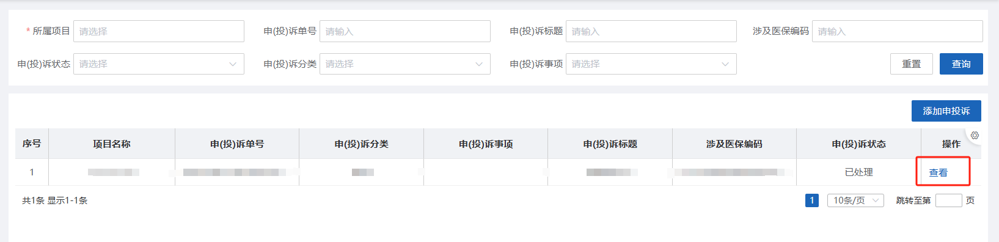 * 所属项目 请选择 申(投)诉单号 请输入 申(投)诉标题 请输入 涉及医保编码 请输入
申(投)诉状态 请选择 申(投)诉分类 请选择 申(投)诉事项 请选择 重置 查询
添加申投诉
序号 项目名称 申(投)诉单号 申(投)诉分类 申(投)诉事项 申(投)诉标题 涉及医保编码 申(投)诉状态 操作
1 已处理 查看
共1条 显示1-1条 1 10条/页 跳转至第 页